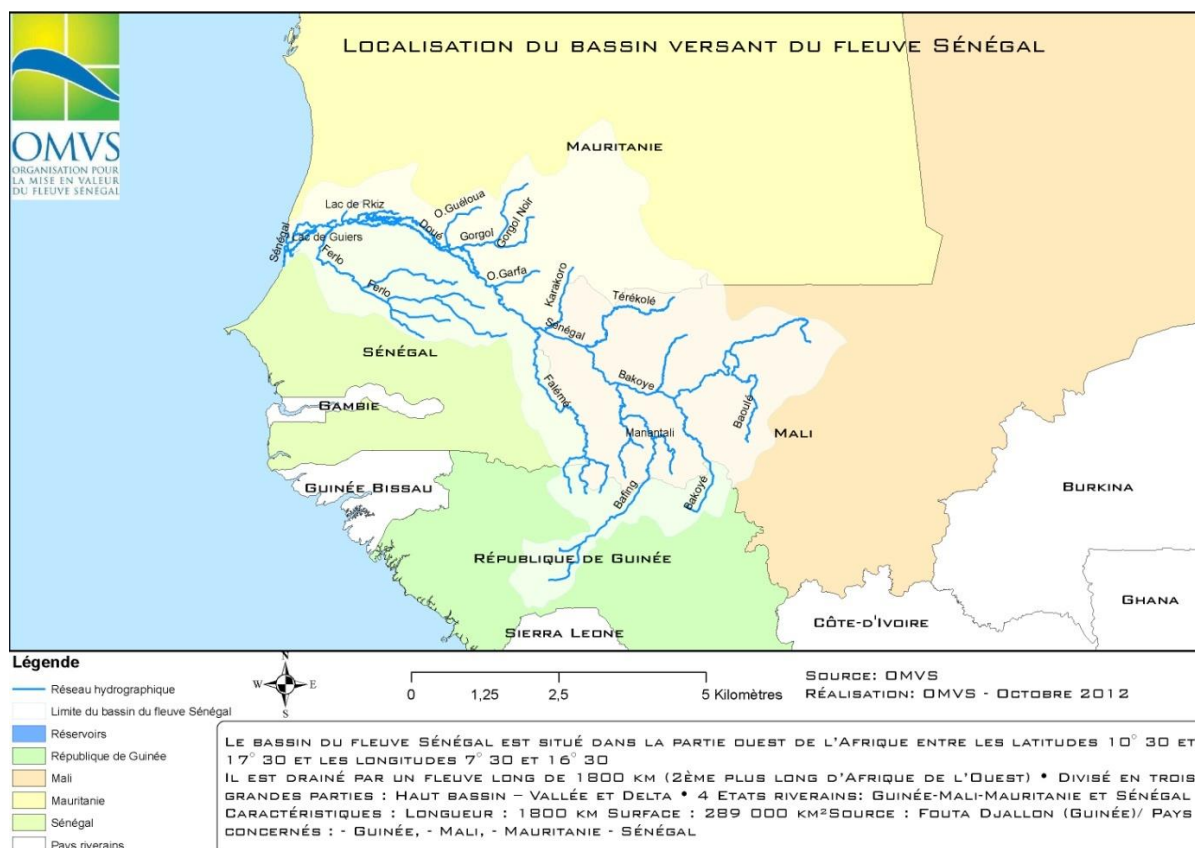 LOCALISATION DU BASSIN VERSANT DU FLEUVE SÉNÉGAL
OMVS
ORGANISATION POUR
LA MISE EN VALEUR
DU FLEUVE SÉNÉGAL
MAURITANIE
Lac de Rkiz
O.Guéloua
Doué
Gorgol
Gorgol Noir
Sénégal
Lac de Guiers
Ferlo
Ferlo
O.Garfa
Karakoro
Térékolé
Sénégal
SÉNÉGAL
Falémé
Bakoye
Baoulé
GAMBIE
Manantali
MALI
GUINÉE BISSAU
Bafing
Bakoyé
BURKINA
RÉPUBLIQUE DE GUINÉE
GHANA
SIERRA LEONE
CÔTE-D'IVOIRE
Légende
Réseau hydrographique
Limite du bassin du fleuve Sénégal
Réservoirs
République de Guinée
Mali
Mauritanie
Sénégal
Pays riverains
N
W E
S
0 1,25 2,5 5 Kilomètres
SOURCE: OMVS
RÉALISATION: OMVS - OCTOBRE 2012
LE BASSIN DU FLEUVE SÉNÉGAL EST SITUÉ DANS LA PARTIE OUEST DE L'AFRIQUE ENTRE LES LATITUDES 10° 30 ET
17° 30 ET LES LONGITUDES 7° 30 ET 16° 30
IL EST DRAINÉ PAR UN FLEUVE LONG DE 1800 KM (2ÈME PLUS LONG D'AFRIQUE DE L'OUEST) • DIVISÉ EN TROIS
GRANDES PARTIES : HAUT BASSIN – VALLÉE ET DELTA • 4 ETATS RIVERAINS: GUINÉE-MALI-MAURITANIE ET SÉNÉGAL
CARACTÉRISTIQUES : LONGUEUR : 1800 KM SURFACE : 289 000 KM²SOURCE : FOUTA DJALLON (GUINÉE)/ PAYS
CONCERNÉS : - GUINÉE, - MALI, - MAURITANIE - SÉNÉGAL